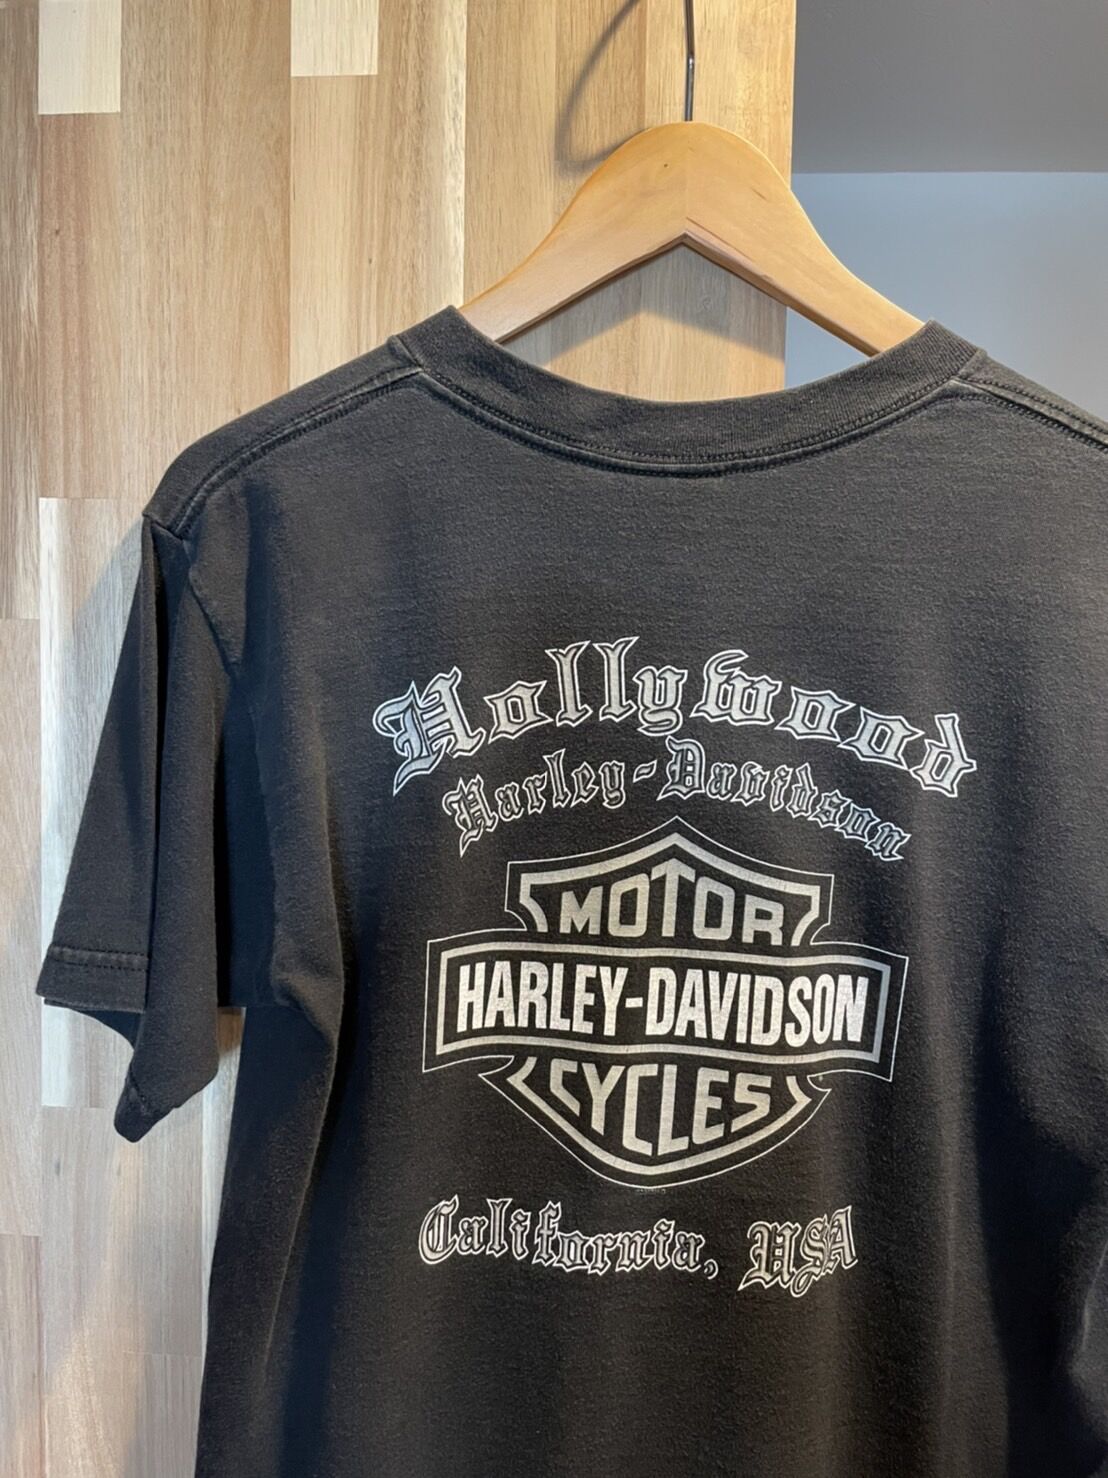 Hollywood
Harley-Davidson
MOTOR
HARLEY-DAVIDSON
CYCLES
California, USA